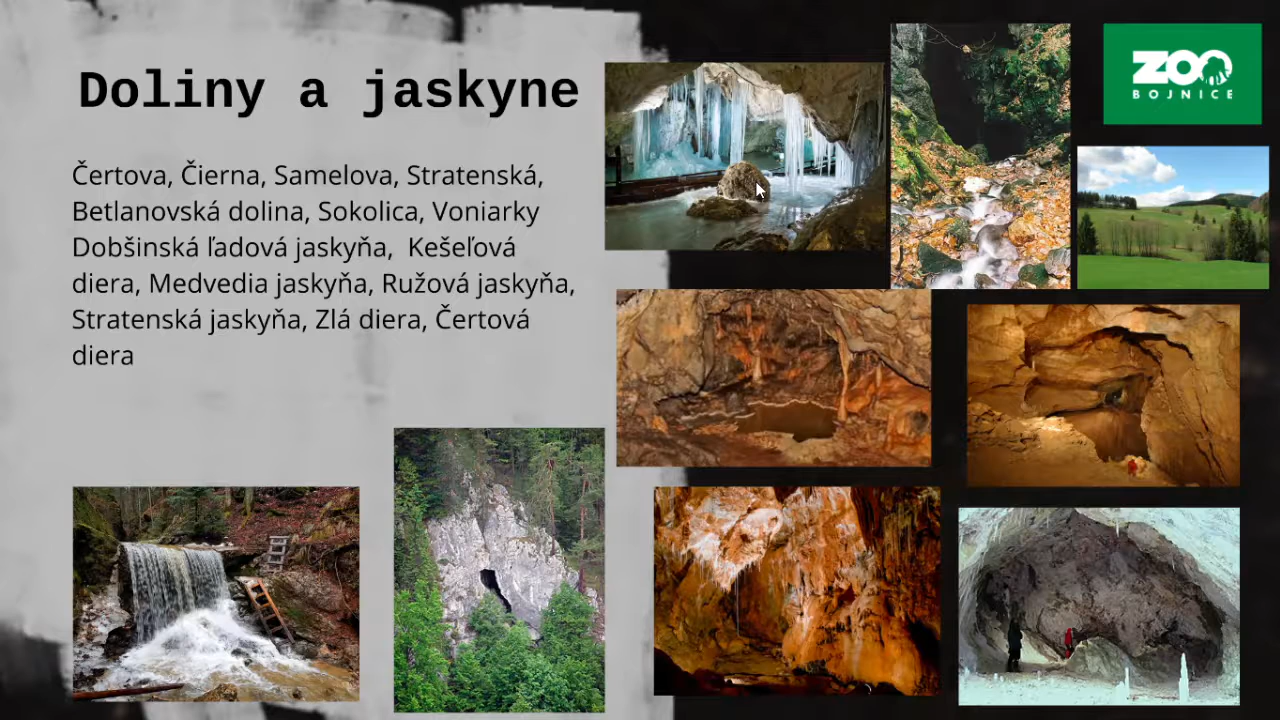 Doliny a jaskyne
Čertova, Čierna, Samelova, Stratenská,
Betlanovská dolina, Sokolica, Voniarky
Dobšinská ľadová jaskyňa,  Kešeľová
diera, Medvedia jaskyňa, Ružová jaskyňa,
Stratenská jaskyňa, Zlá diera, Čertová
diera
ZOO
BOJNICE